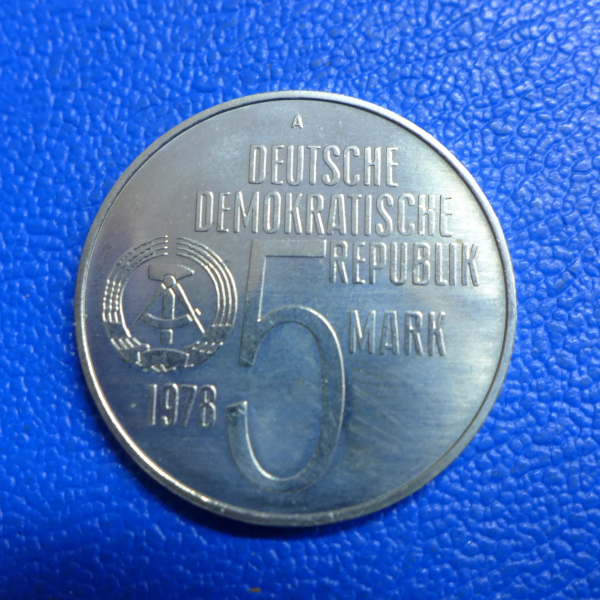 A
DEUTSCHE
DEMOKRATISCHE
REPUBLIK
5 MARK
1978